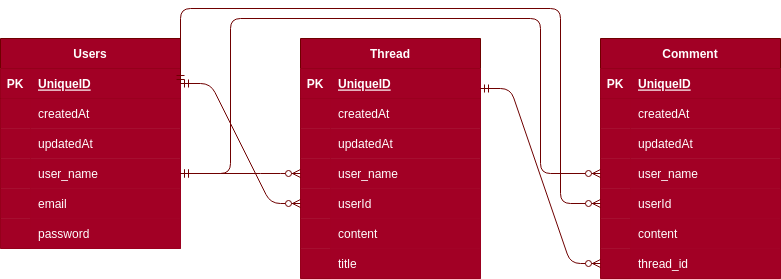 Users
PK UniqueID
createdAt
updatedAt
user_name
email
password
Thread
PK UniqueID
createdAt
updatedAt
user_name
userId
content
title
Comment
PK UniqueID
createdAt
updatedAt
user_name
userId
content
thread_id